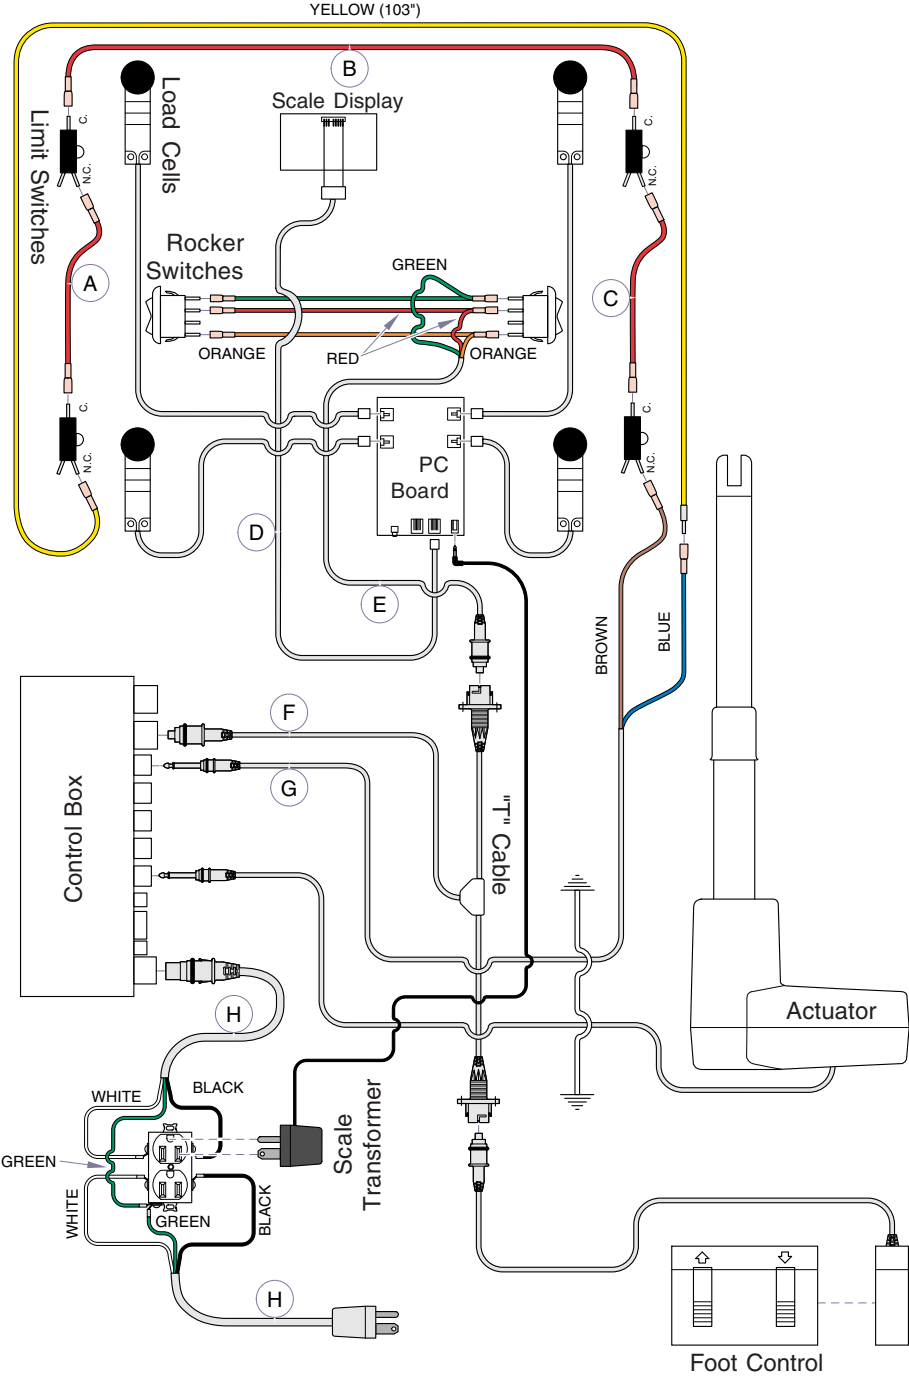 YELLOW (103")
B
Scale Display
Load Cells
Limit Switches
C.
N.C.
C.
N.C.
Rocker
Switches
GREEN
A
C
ORANGE
RED
ORANGE
C.
N.C.
C.
N.C.
PC
Board
D
E
BROWN
BLUE
F
G
Control Box
"T" Cable
Actuator
H
WHITE
BLACK
GREEN
Scale
Transformer
WHITE
GREEN
BLACK
H
Foot Control